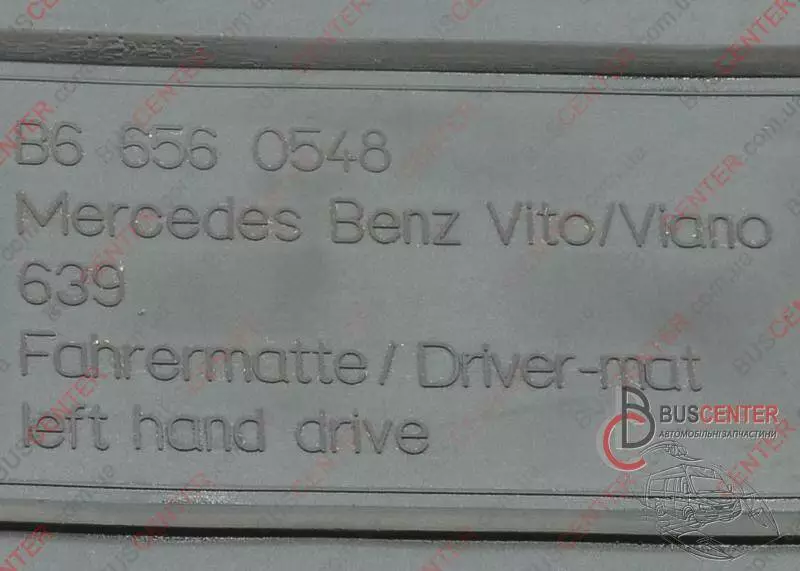 B6 656 0548
Mercedes Benz Vito/Viano
639
Fahrermatte / Driver-mat
left hand drive
BUSCENTER
АВТОМОБІЛЬНІ ЗАПЧАСТИНИ